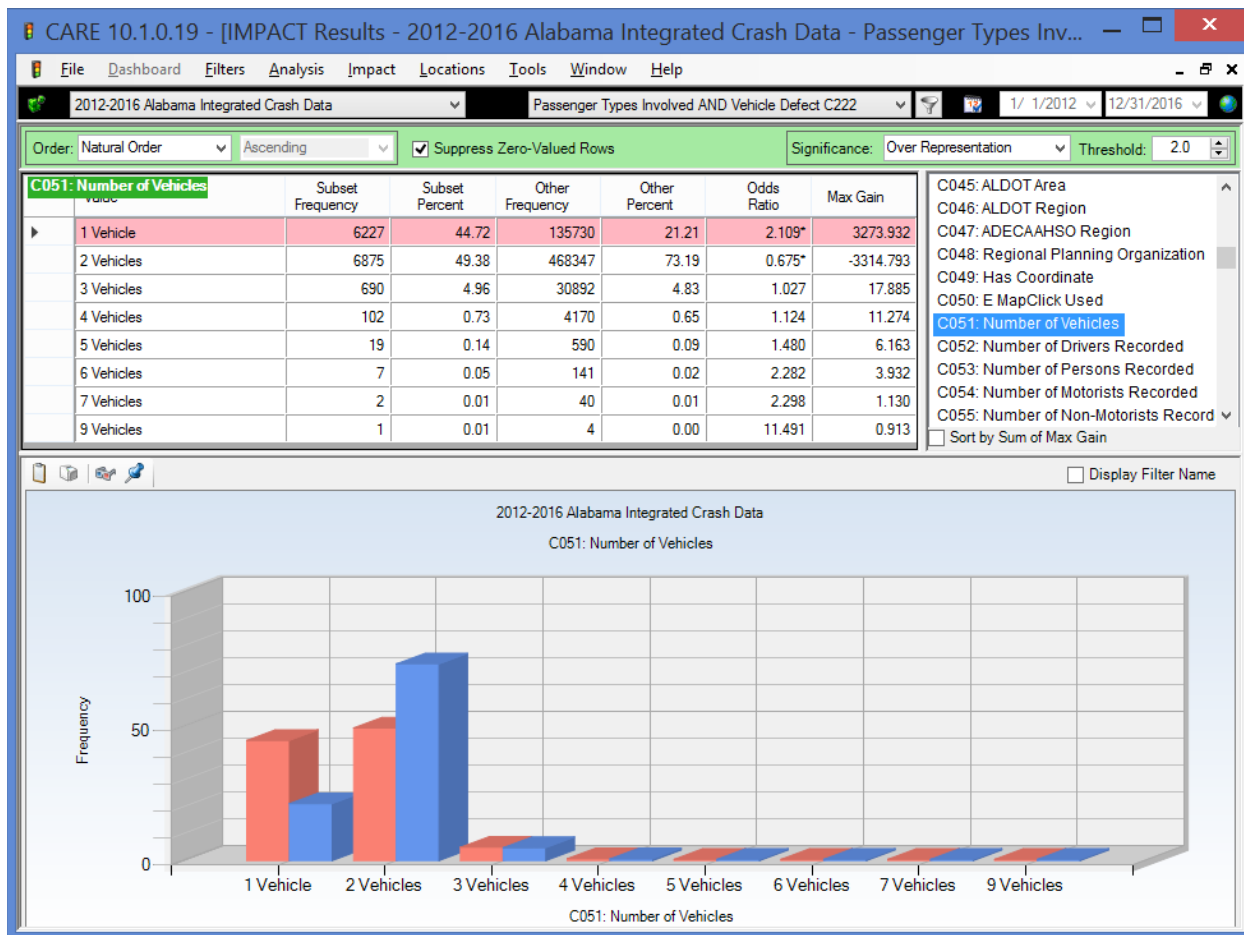 CARE 10.1.0.19 - [IMPACT Results - 2012-2016 Alabama Integrated Crash Data - Passenger Types Inv...
File Dashboard Filters Analysis Impact Locations Tools Window Help
2012-2016 Alabama Integrated Crash Data Passenger Types Involved AND Vehicle Defect C222 1/ 1/2012 12/31/2016
Order: Natural Order Ascending Suppress Zero-Valued Rows Significance: Over Representation Threshold: 2.0
C051: Number of Vehicles
Subset Frequency Subset Percent Other Frequency Other Percent Odds Ratio Max Gain
1 Vehicle 6227 44.72 135730 21.21 2.109* 3273.932
2 Vehicles 6875 49.38 468347 73.19 0.675* -3314.793
3 Vehicles 690 4.96 30892 4.83 1.027 17.885
4 Vehicles 102 0.73 4170 0.65 1.124 11.274
5 Vehicles 19 0.14 590 0.09 1.480 6.163
6 Vehicles 7 0.05 141 0.02 2.282 3.932
7 Vehicles 2 0.01 40 0.01 2.298 1.130
9 Vehicles 1 0.01 4 0.00 11.491 0.913
C045: ALDOT Area
C046: ALDOT Region
C047: ADECAAHSO Region
C048: Regional Planning Organization
C049: Has Coordinate
C050: E MapClick Used
C051: Number of Vehicles
C052: Number of Drivers Recorded
C053: Number of Persons Recorded
C054: Number of Motorists Recorded
C055: Number of Non-Motorists Record
Sort by Sum of Max Gain
Display Filter Name
2012-2016 Alabama Integrated Crash Data
C051: Number of Vehicles
100
50
0
Frequency
1 Vehicle 2 Vehicles 3 Vehicles 4 Vehicles 5 Vehicles 6 Vehicles 7 Vehicles 9 Vehicles
C051: Number of Vehicles